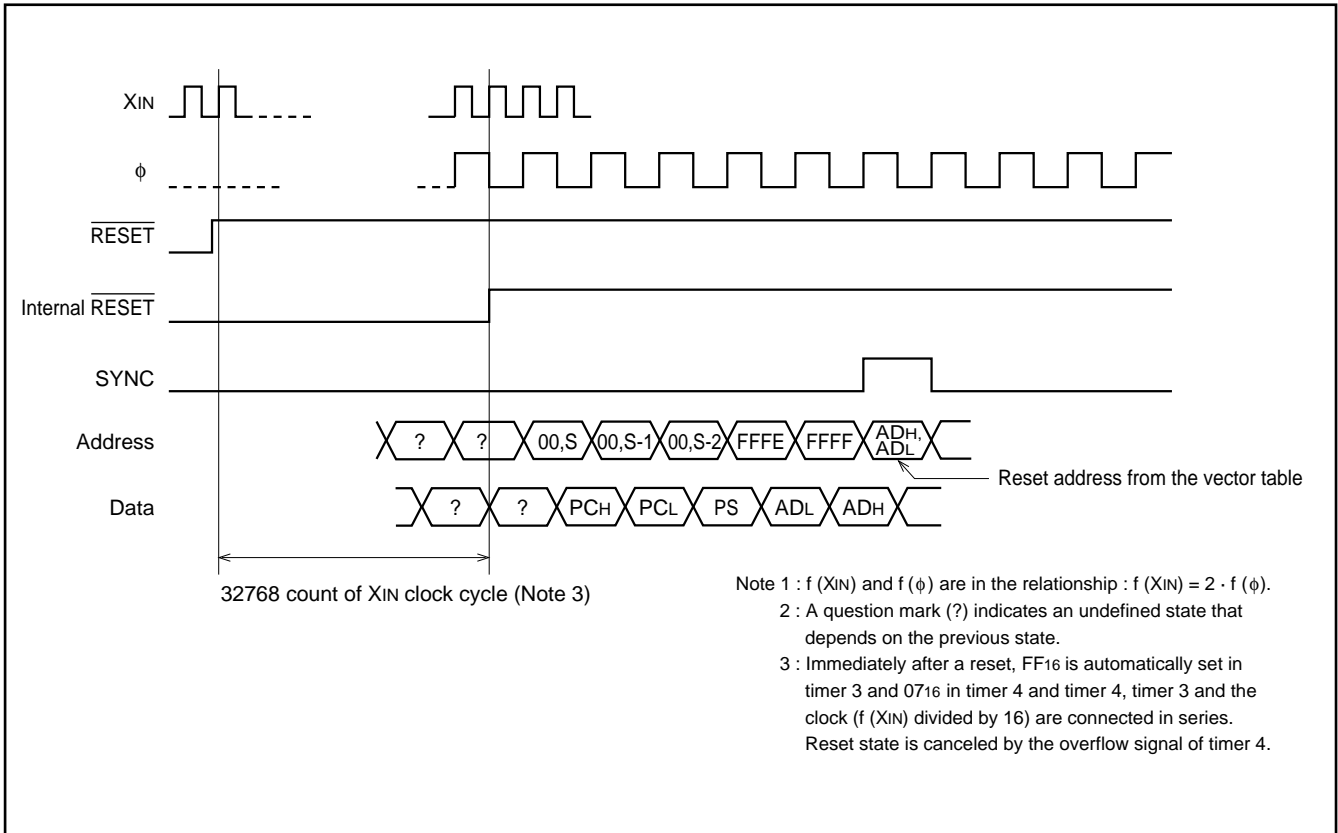 XIN
ϕ
RESET
Internal RESET
SYNC
Address
? ? 00,S 00,S-1 00,S-2 FFFE FFFF ADH,
ADL
Reset address from the vector table
Data
? ? PCH PCL PS ADL ADH
32768 count of XIN clock cycle (Note 3)
Note 1 : f (XIN) and f (ϕ) are in the relationship : f (XIN) = 2 · f (ϕ).
2 : A question mark (?) indicates an undefined state that
depends on the previous state.
3 : Immediately after a reset, FF16 is automatically set in
timer 3 and 0716 in timer 4 and timer 4, timer 3 and the
clock (f (XIN) divided by 16) are connected in series.
Reset state is canceled by the overflow signal of timer 4.